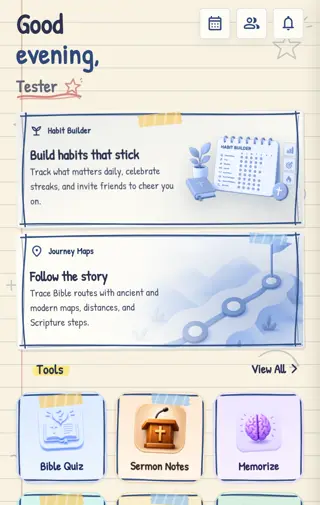 Good
evening,
Tester
Habit Builder
Build habits that stick
Track what matters daily, celebrate
streaks, and invite friends to cheer you
on.
HABIT BUILDER
Journey Maps
Follow the story
Trace Bible routes with ancient and
modern maps, distances, and
Scripture steps.
Tools
View All
Bible Quiz
Sermon Notes
Memorize